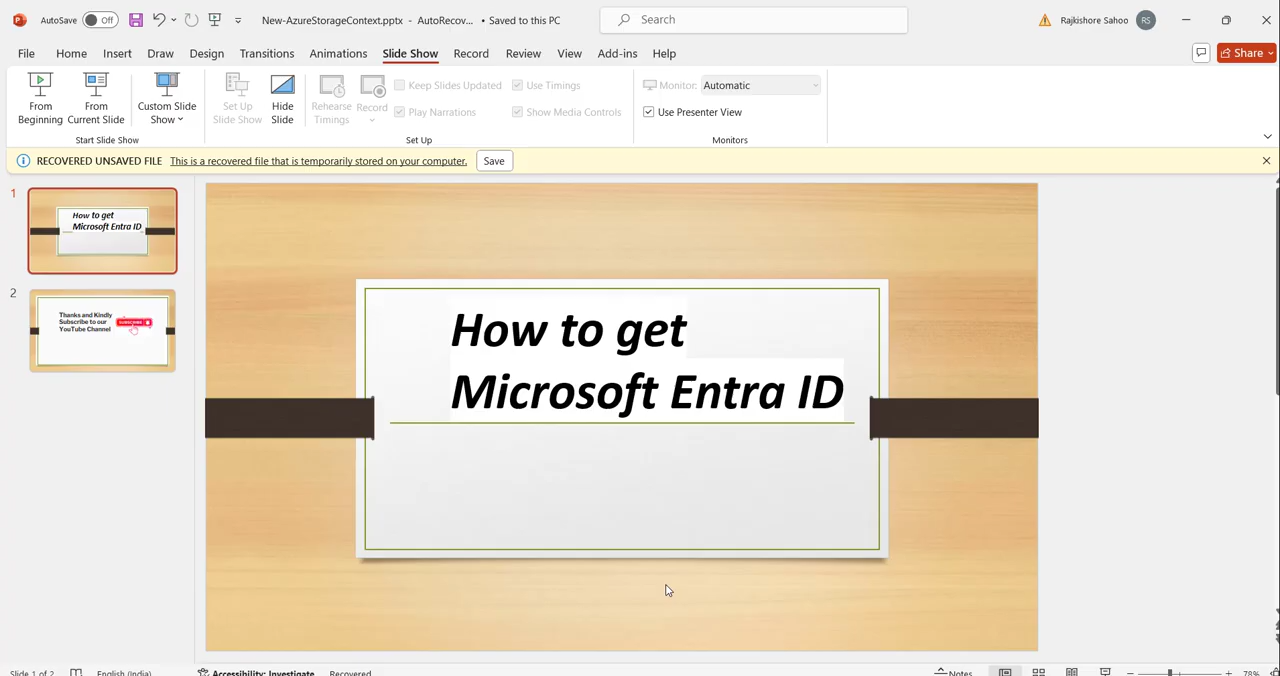 AutoSave Off New-AzureStorageContext.pptx - AutoRecov... • Saved to this PC Search Rajkishore Sahoo RS
File Home Insert Draw Design Transitions Animations Slide Show Record Review View Add-ins Help Share
From Beginning
From Current Slide
Custom Slide Show
Set Up Slide Show
Hide Slide
Rehearse Timings
Record
Keep Slides Updated Use Timings
Play Narrations Show Media Controls
Monitor: Automatic
Use Presenter View
Start Slide Show Set Up Monitors
RECOVERED UNSAVED FILE This is a recovered file that is temporarily stored on your computer. Save
1
How to get
Microsoft Entra ID
2
Thanks and Kindly
Subscribe to our
YouTube Channel
SUBSCRIBE
How to get
Microsoft Entra ID
Slide 1 of 2 English (India) Accessibility: Investigate Recovered Notes 78%